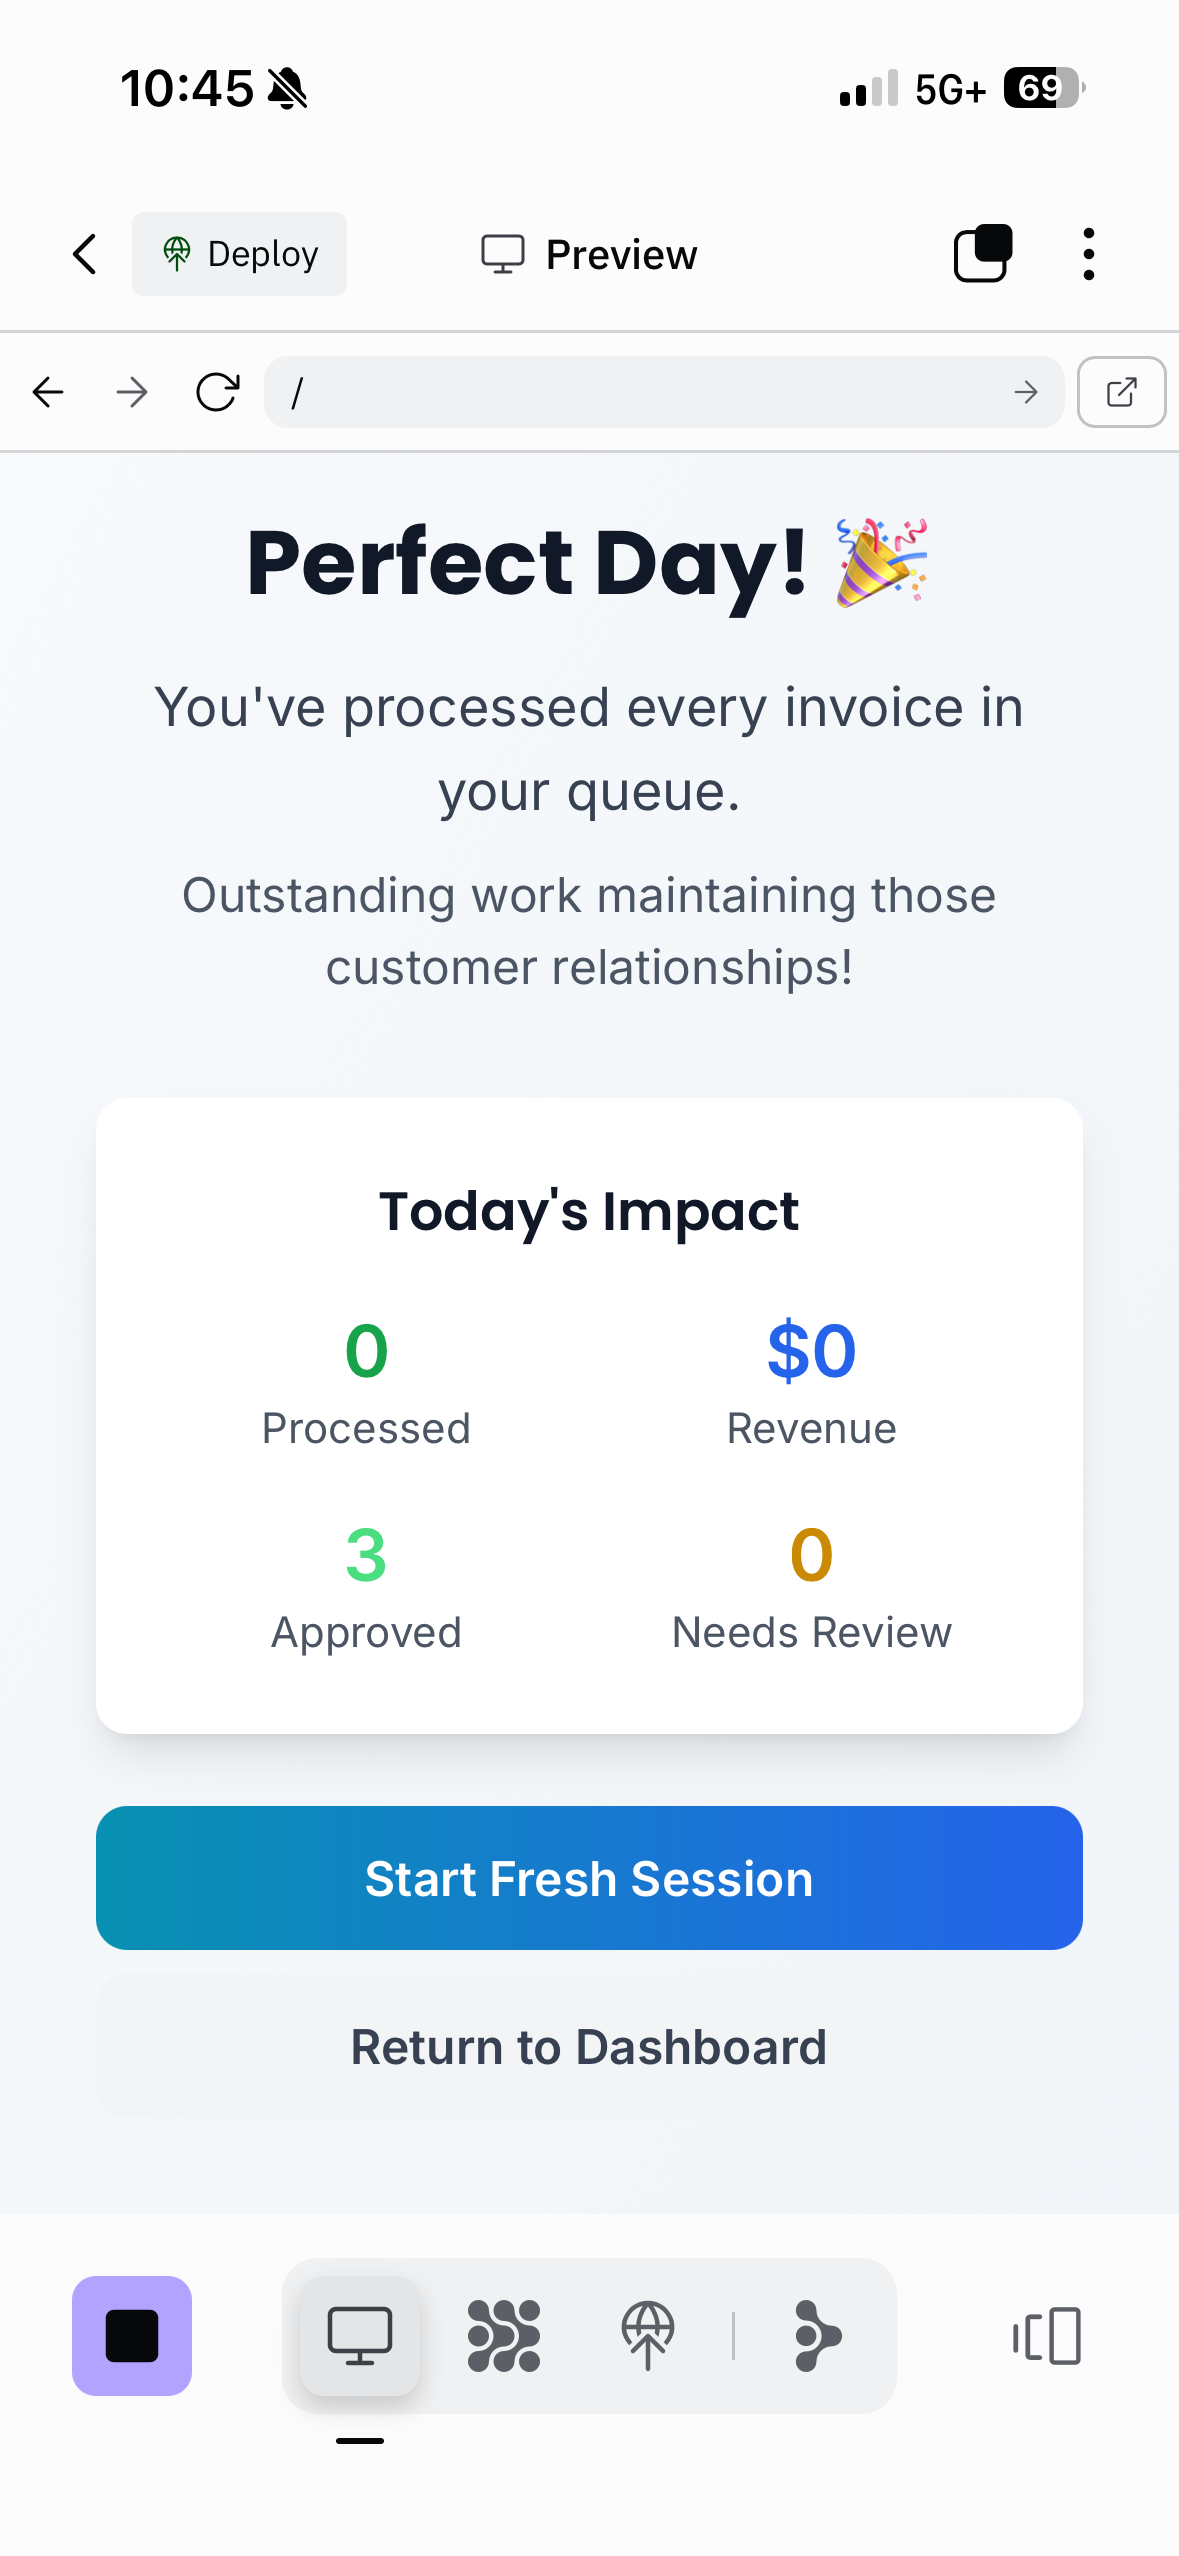 10:45
5G+
69
Deploy
Preview
/
Perfect Day! 🎉
You've processed every invoice in
your queue.
Outstanding work maintaining those
customer relationships!
Today's Impact
0
$0
Processed
Revenue
3
0
Approved
Needs Review
Start Fresh Session
Return to Dashboard